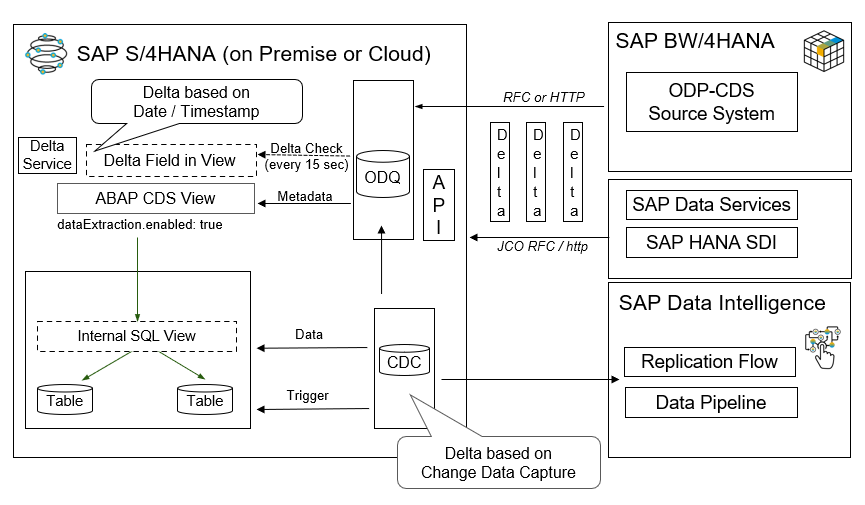 SAP S/4HANA (on Premise or Cloud)
Delta based on
Date / Timestamp
Delta
Service
Delta Field in View
Delta Check
(every 15 sec)
ODQ
ABAP CDS View
Metadata
dataExtraction.enabled: true
API
Internal SQL View
Table
Table
Data
Trigger
CDC
Delta based on
Change Data Capture
RFC or HTTP
Delta
Delta
Delta
JCO RFC / http
SAP BW/4HANA
ODP-CDS
Source System
SAP Data Services
SAP HANA SDI
SAP Data Intelligence
Replication Flow
Data Pipeline